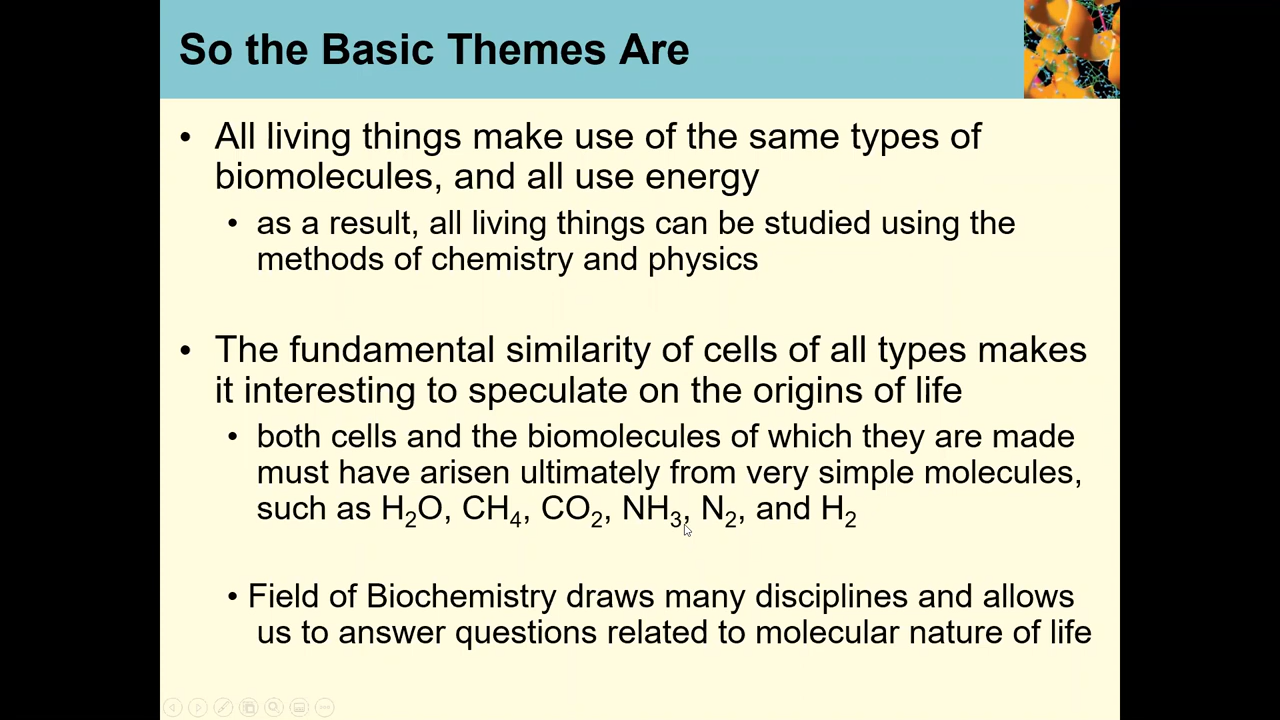 So the Basic Themes Are
• All living things make use of the same types of
biomolecules, and all use energy
• as a result, all living things can be studied using the
methods of chemistry and physics
• The fundamental similarity of cells of all types makes
it interesting to speculate on the origins of life
• both cells and the biomolecules of which they are made
must have arisen ultimately from very simple molecules,
such as H₂O, CH₄, CO₂, NH₃, N₂, and H₂
• Field of Biochemistry draws many disciplines and allows
us to answer questions related to molecular nature of life